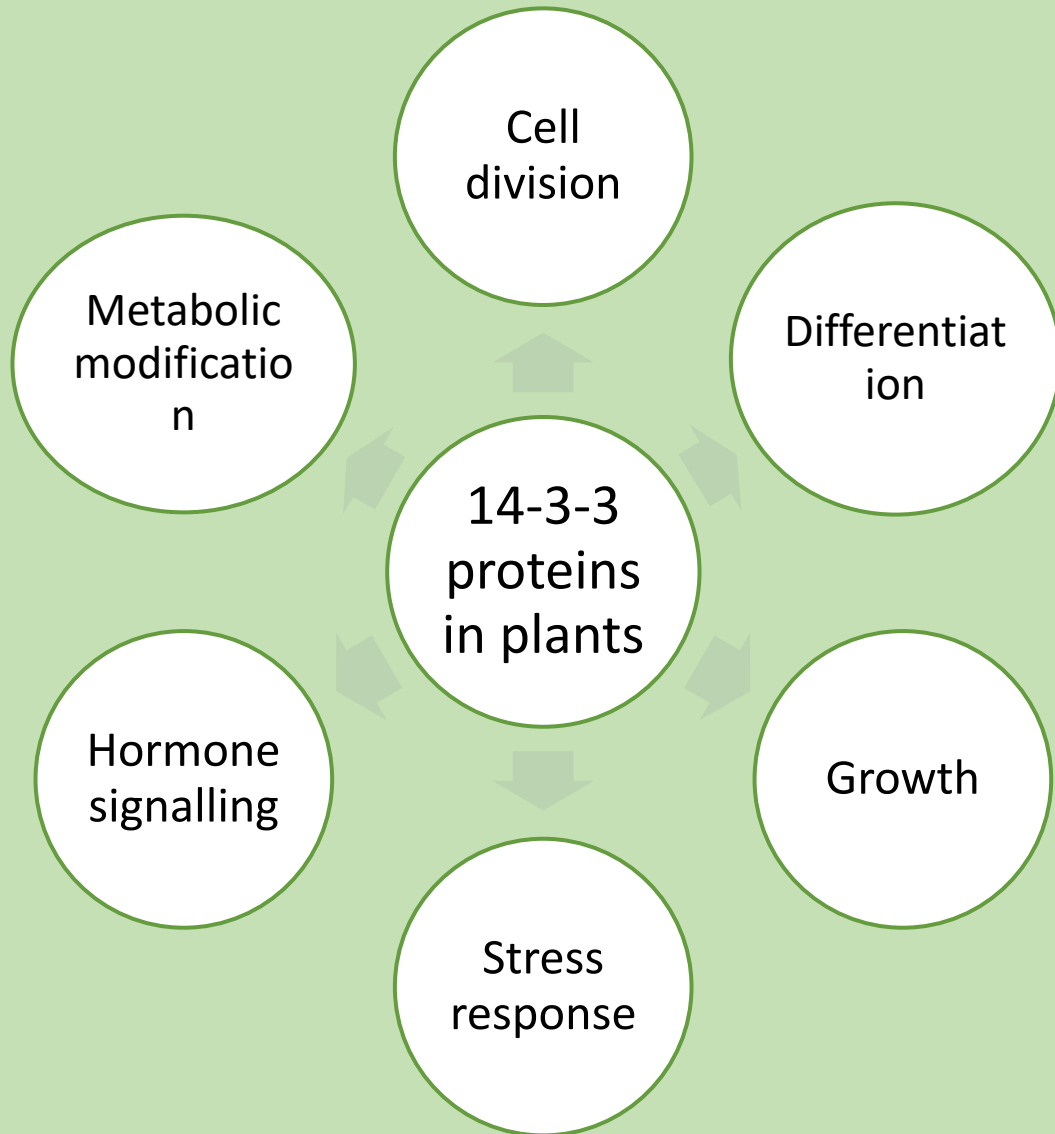 Cell
division
Differentiat
ion
Growth
Stress
response
Hormone
signalling
Metabolic
modificatio
n
14-3-3
proteins
in plants